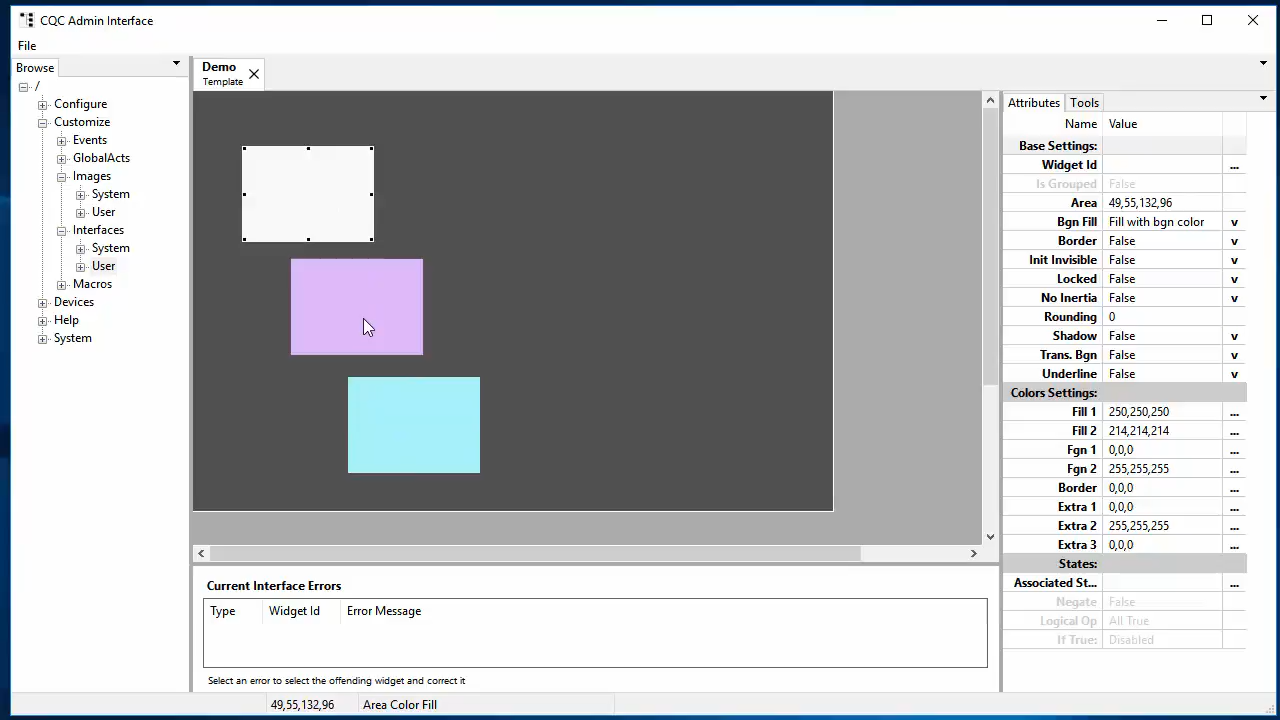 CQC Admin Interface
File
Browse
/
Configure
Customize
Events
GlobalActs
Images
System
User
Interfaces
System
User
Macros
Devices
Help
System
Demo
Template
Current Interface Errors
Type Widget Id Error Message
Select an error to select the offending widget and correct it
49,55,132,96 Area Color Fill
Attributes Tools
Name Value
Base Settings:
Widget Id ...
Is Grouped False
Area 49,55,132,96
Bgn Fill Fill with bgn color v
Border False v
Init Invisible False v
Locked False v
No Inertia False v
Rounding 0
Shadow False v
Trans. Bgn False v
Underline False v
Colors Settings:
Fill 1 250,250,250 ...
Fill 2 214,214,214 ...
Fgn 1 0,0,0 ...
Fgn 2 255,255,255 ...
Border 0,0,0 ...
Extra 1 0,0,0 ...
Extra 2 255,255,255 ...
Extra 3 0,0,0 ...
States:
Associated St... ...
Negate False
Logical Op All True
If True: Disabled